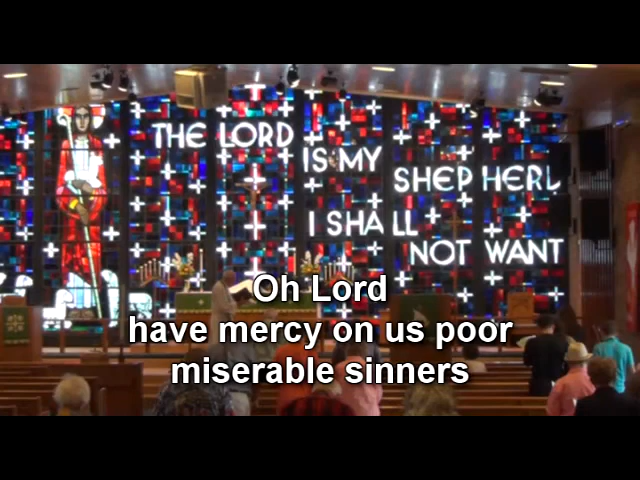 THE LORD
IS MY
SHEPHERD
I SHALL
NOT WANT
Oh Lord
have mercy on us poor
miserable sinners